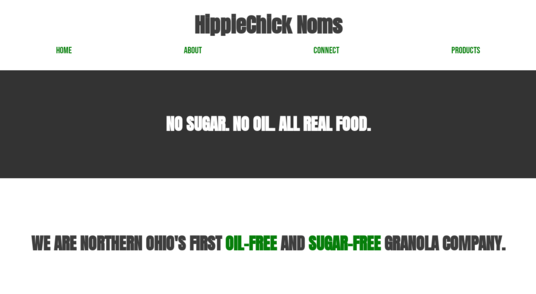 HippieChick Noms
HOME ABOUT CONNECT PRODUCTS
NO SUGAR. NO OIL. ALL REAL FOOD.
WE ARE NORTHERN OHIO'S FIRST OIL-FREE AND SUGAR-FREE GRANOLA COMPANY.